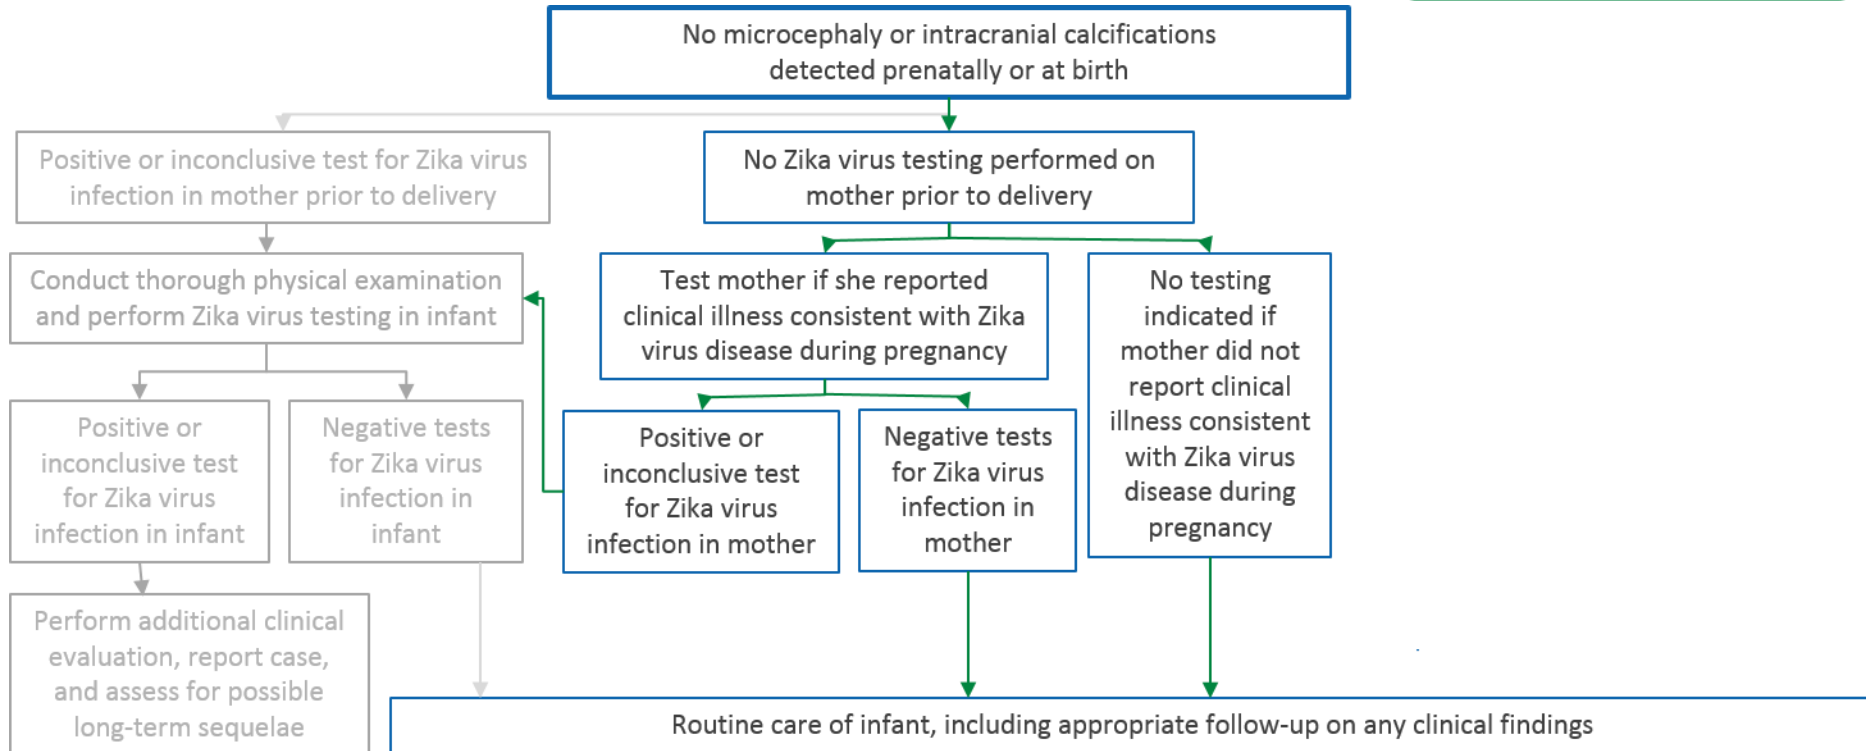 No microcephaly or intracranial calcifications
detected prenatally or at birth
Positive or inconclusive test for Zika virus
infection in mother prior to delivery
No Zika virus testing performed on
mother prior to delivery
Conduct thorough physical examination
and perform Zika virus testing in infant
Test mother if she reported
clinical illness consistent with Zika
virus disease during pregnancy
No testing
indicated if
mother did not
report clinical
illness consistent
with Zika virus
disease during
pregnancy
Positive or
inconclusive test
for Zika virus
infection in infant
Negative tests
for Zika virus
infection in
infant
Positive or
inconclusive test
for Zika virus
infection in mother
Negative tests
for Zika virus
infection in
mother
Perform additional clinical
evaluation, report case,
and assess for possible
long-term sequelae
Routine care of infant, including appropriate follow-up on any clinical findings